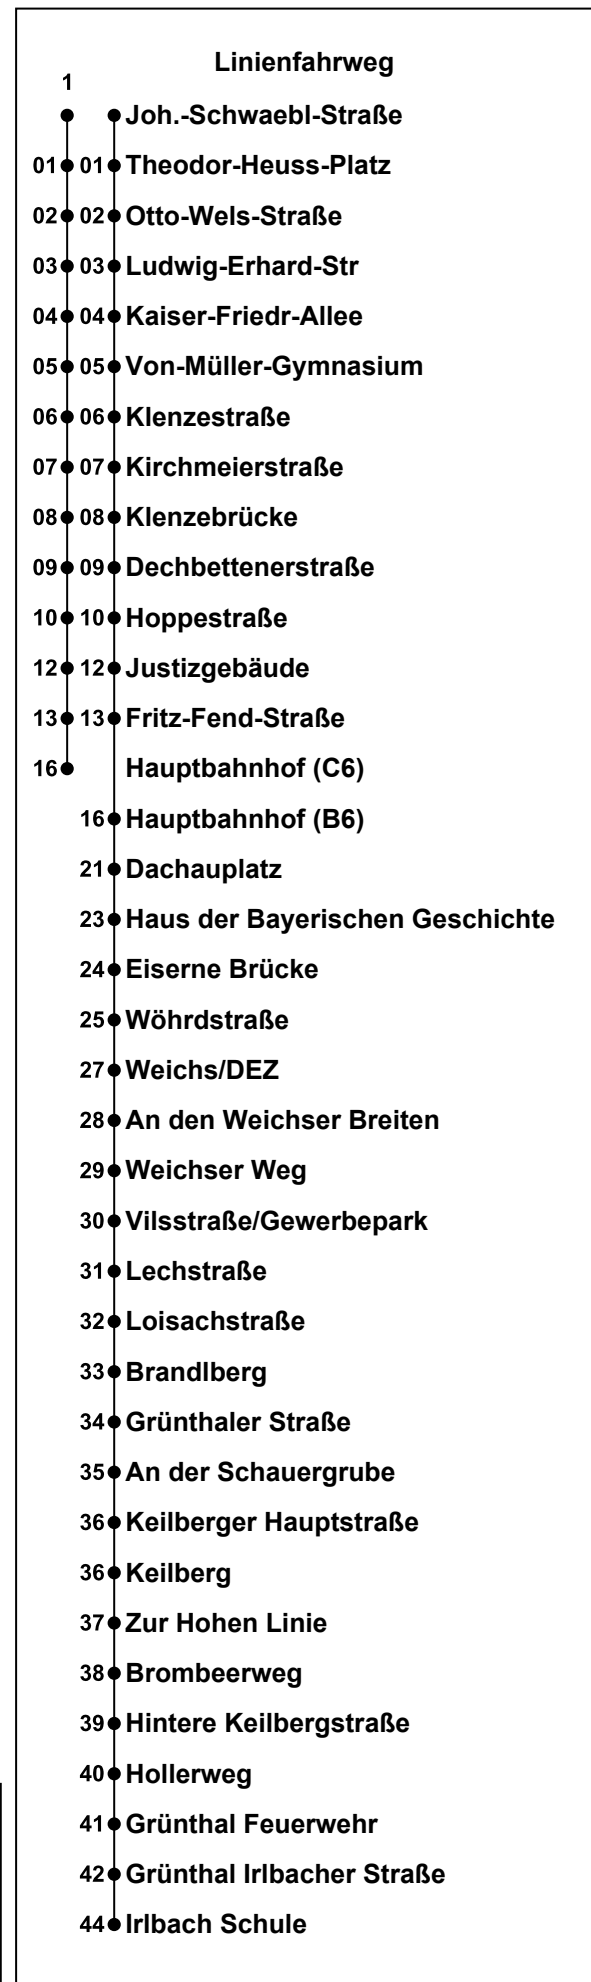 Linienfahrweg
1
Joh.-Schwaebl-Straße
01 01 Theodor-Heuss-Platz
02 02 Otto-Wels-Straße
03 03 Ludwig-Erhard-Str
04 04 Kaiser-Friedr-Allee
05 05 Von-Müller-Gymnasium
06 06 Klenzestraße
07 07 Kirchmeierstraße
08 08 Klenzebrücke
09 09 Dechbettenerstraße
10 10 Hoppestraße
12 12 Justizgebäude
13 13 Fritz-Fend-Straße
16 Hauptbahnhof (C6)
16 Hauptbahnhof (B6)
21 Dachauplatz
23 Haus der Bayerischen Geschichte
24 Eiserne Brücke
25 Wöhrdstraße
27 Weichs/DEZ
28 An den Weichser Breiten
29 Weichser Weg
30 Vilsstraße/Gewerbepark
31 Lechstraße
32 Loisachstraße
33 Brandlberg
34 Grünthaler Straße
35 An der Schauergrube
36 Keilberger Hauptstraße
36 Keilberg
37 Zur Hohen Linie
38 Brombeerweg
39 Hintere Keilbergstraße
40 Hollerweg
41 Grünthal Feuerwehr
42 Grünthal Irlbacher Straße
44 Irlbach Schule